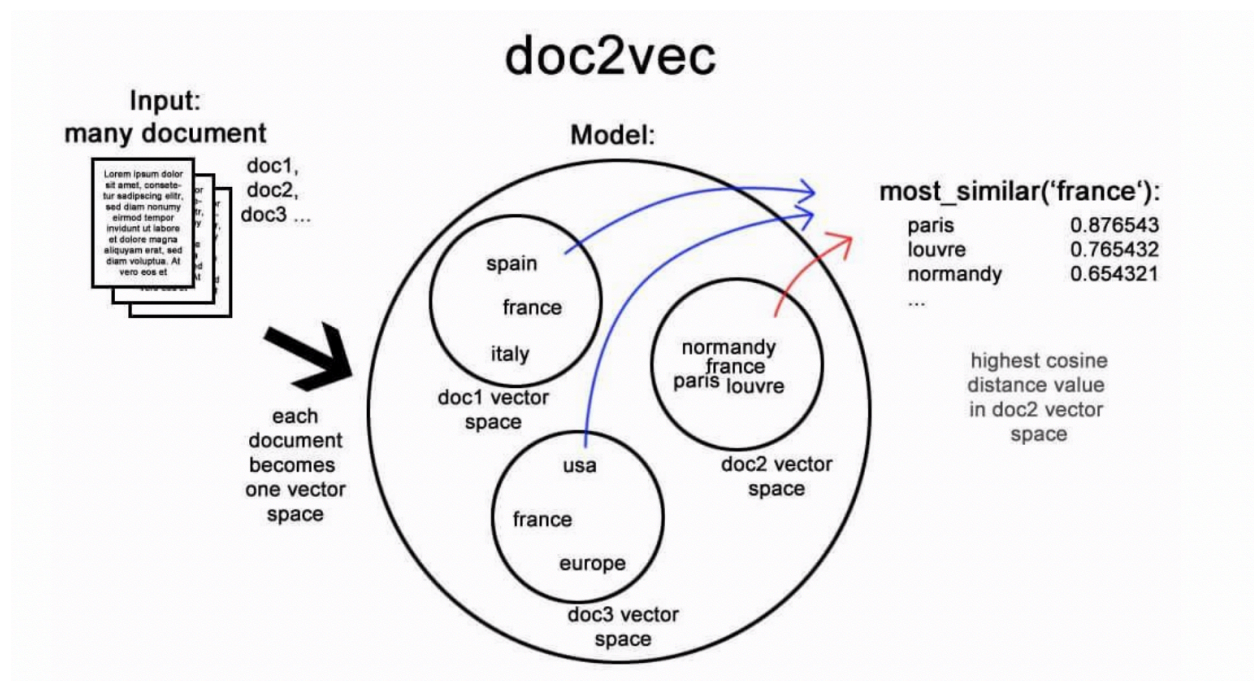 doc2vec
Input:
many document
doc1,
doc2,
doc3 ...
Lorem ipsum dolor
sit amet, consete-
tur sadipscing elitr,
sed diam nonumy
eirmod tempor
invidunt ut labore
et dolore magna
aliquyam erat, sed
diam voluptua. At
vero eos et
each
document
becomes
one vector
space
Model:
spain
france
italy
doc1 vector
space
normandy
france
paris louvre
doc2 vector
space
usa
france
europe
doc3 vector
space
most_similar('france'):
paris 0.876543
louvre 0.765432
normandy 0.654321
...
highest cosine
distance value
in doc2 vector
space